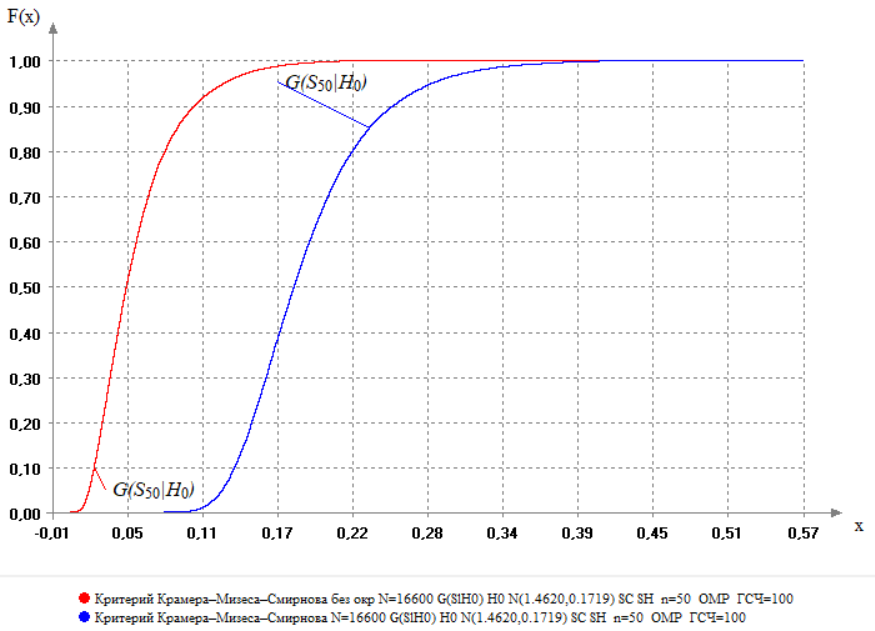 F(x)
1,00
0,90
0,80
0,70
0,60
0,50
0,40
0,30
0,20
0,10
0,00
G(S50|H0)
G(S50|H0)
-0,01 0,05 0,11 0,17 0,22 0,28 0,34 0,39 0,45 0,51 0,57
x
Критерий Крамера–Мизеса–Смирнова без окр N=16600 G(S|H0) H0 N(1.4620,0.1719) SC SH n=50 ОМР ГСЧ=100
Критерий Крамера–Мизеса–Смирнова N=16600 G(S|H0) H0 N(1.4620,0.1719) SC SH n=50 ОМР ГСЧ=100